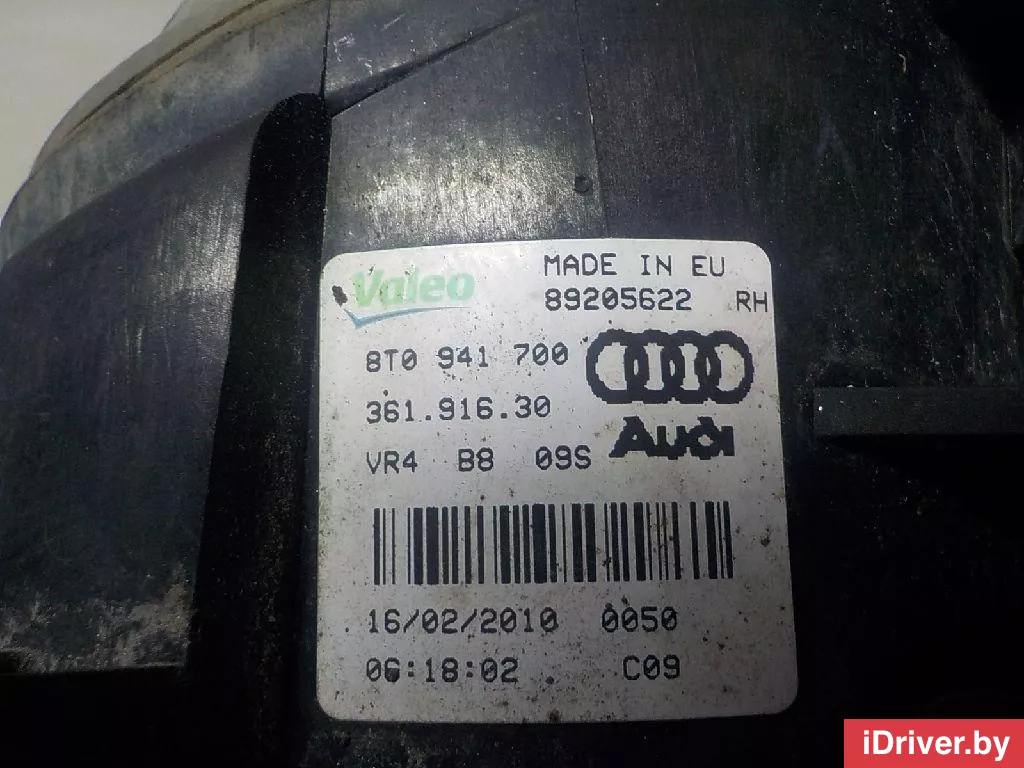 Valeo
MADE IN EU
89205622 RH
8T0 941 700
361.916.30
Audi
VR4 B8 09S
16/02/2010 0050
06:18:02 C09
iDriver.by